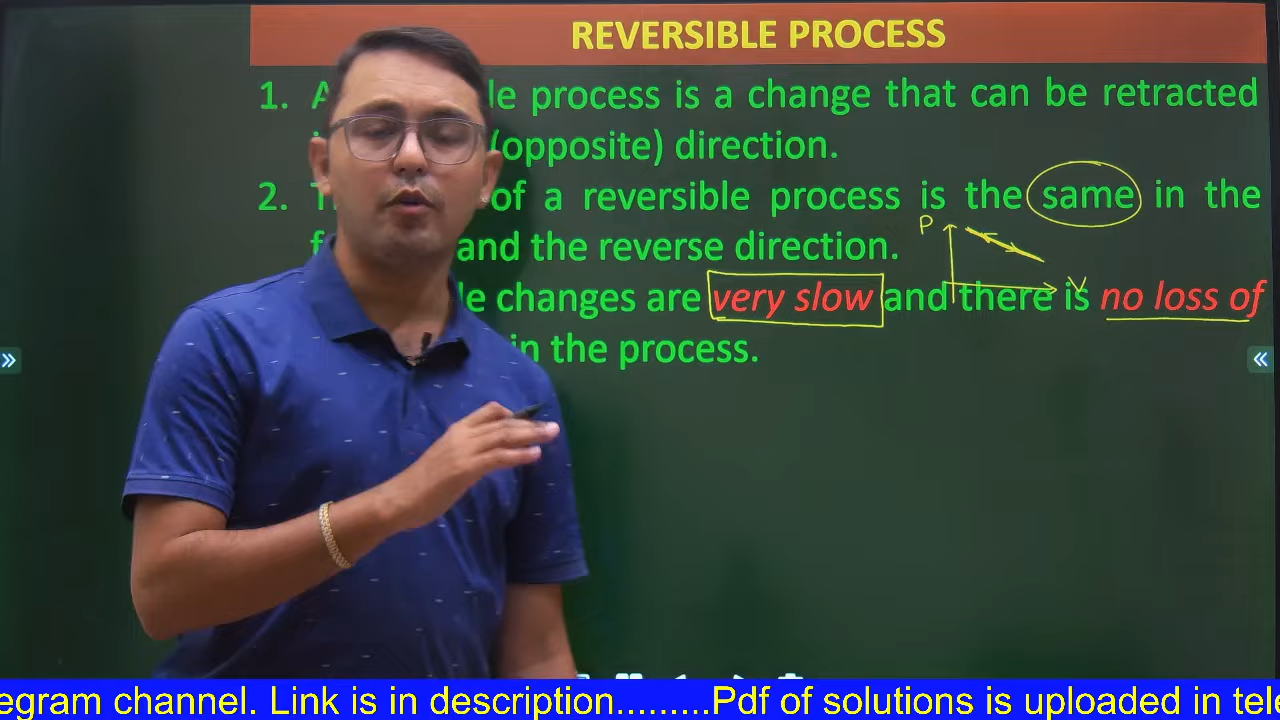 REVERSIBLE PROCESS
1. A le process is a change that can be retracted
(opposite) direction.
2. T of a reversible process is the same in the
f and the reverse direction.
P
le changes are very slow and there is no loss of
V
in the process.
egram channel. Link is in description.........Pdf of solutions is uploaded in tele